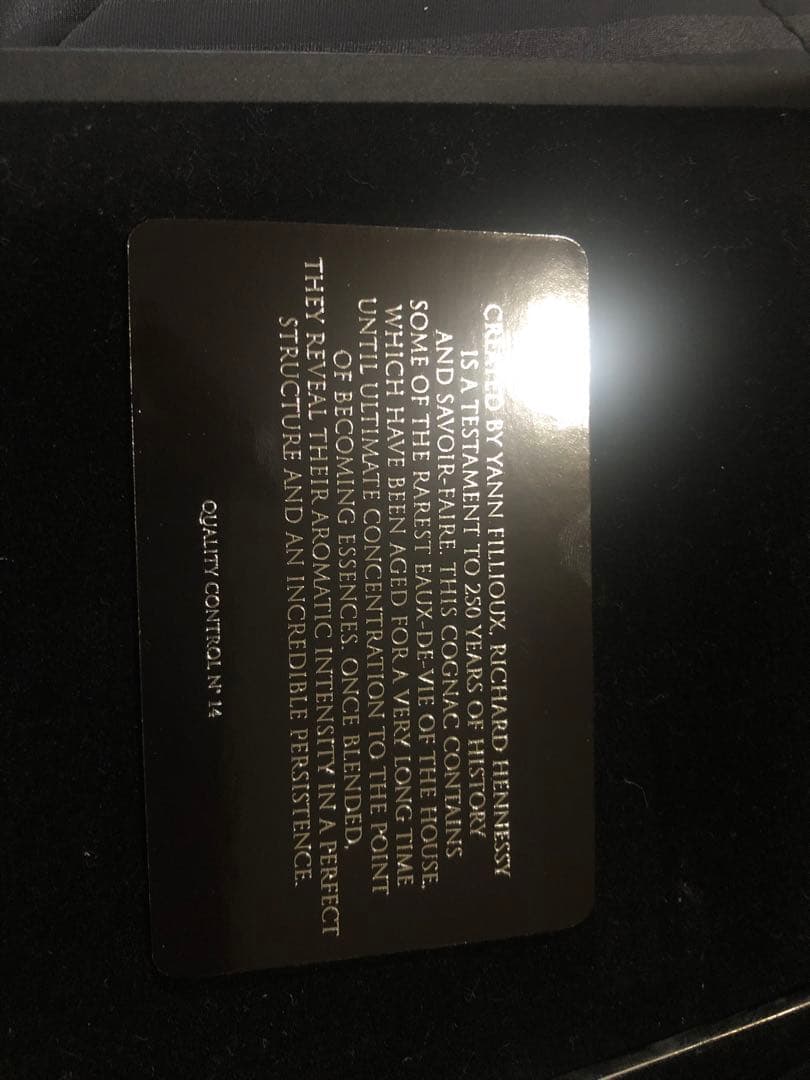 CREATED BY YANN FILLIOUX, RICHARD HENNESSY
IS A TESTAMENT TO 250 YEARS OF HISTORY
AND SAVOIR-FAIRE. THIS COGNAC CONTAINS
SOME OF THE RAREST EAUX-DE-VIE OF THE HOUSE,
WHICH HAVE BEEN AGED FOR A VERY LONG TIME
UNTIL ULTIMATE CONCENTRATION TO THE POINT
OF BECOMING ESSENCES. ONCE BLENDED,
THEY REVEAL THEIR AROMATIC INTENSITY IN A PERFECT
STRUCTURE AND AN INCREDIBLE PERSISTENCE.
QUALITY CONTROL N° 14